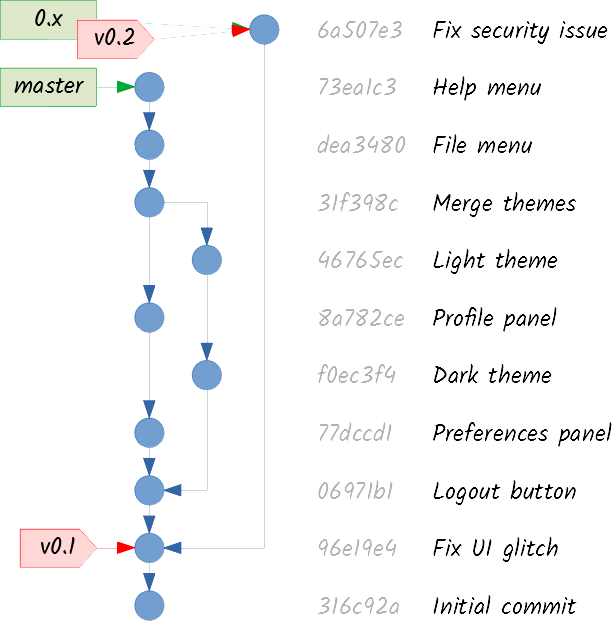 0.x
v0.2
6a507e3 Fix security issue
master
73ea1c3 Help menu
dea3480 File menu
31f398c Merge themes
46765ec Light theme
8a782ce Profile panel
f0ec3f4 Dark theme
77dccd1 Preferences panel
06971b1 Logout button
v0.1
96e19e4 Fix UI glitch
316c92a Initial commit